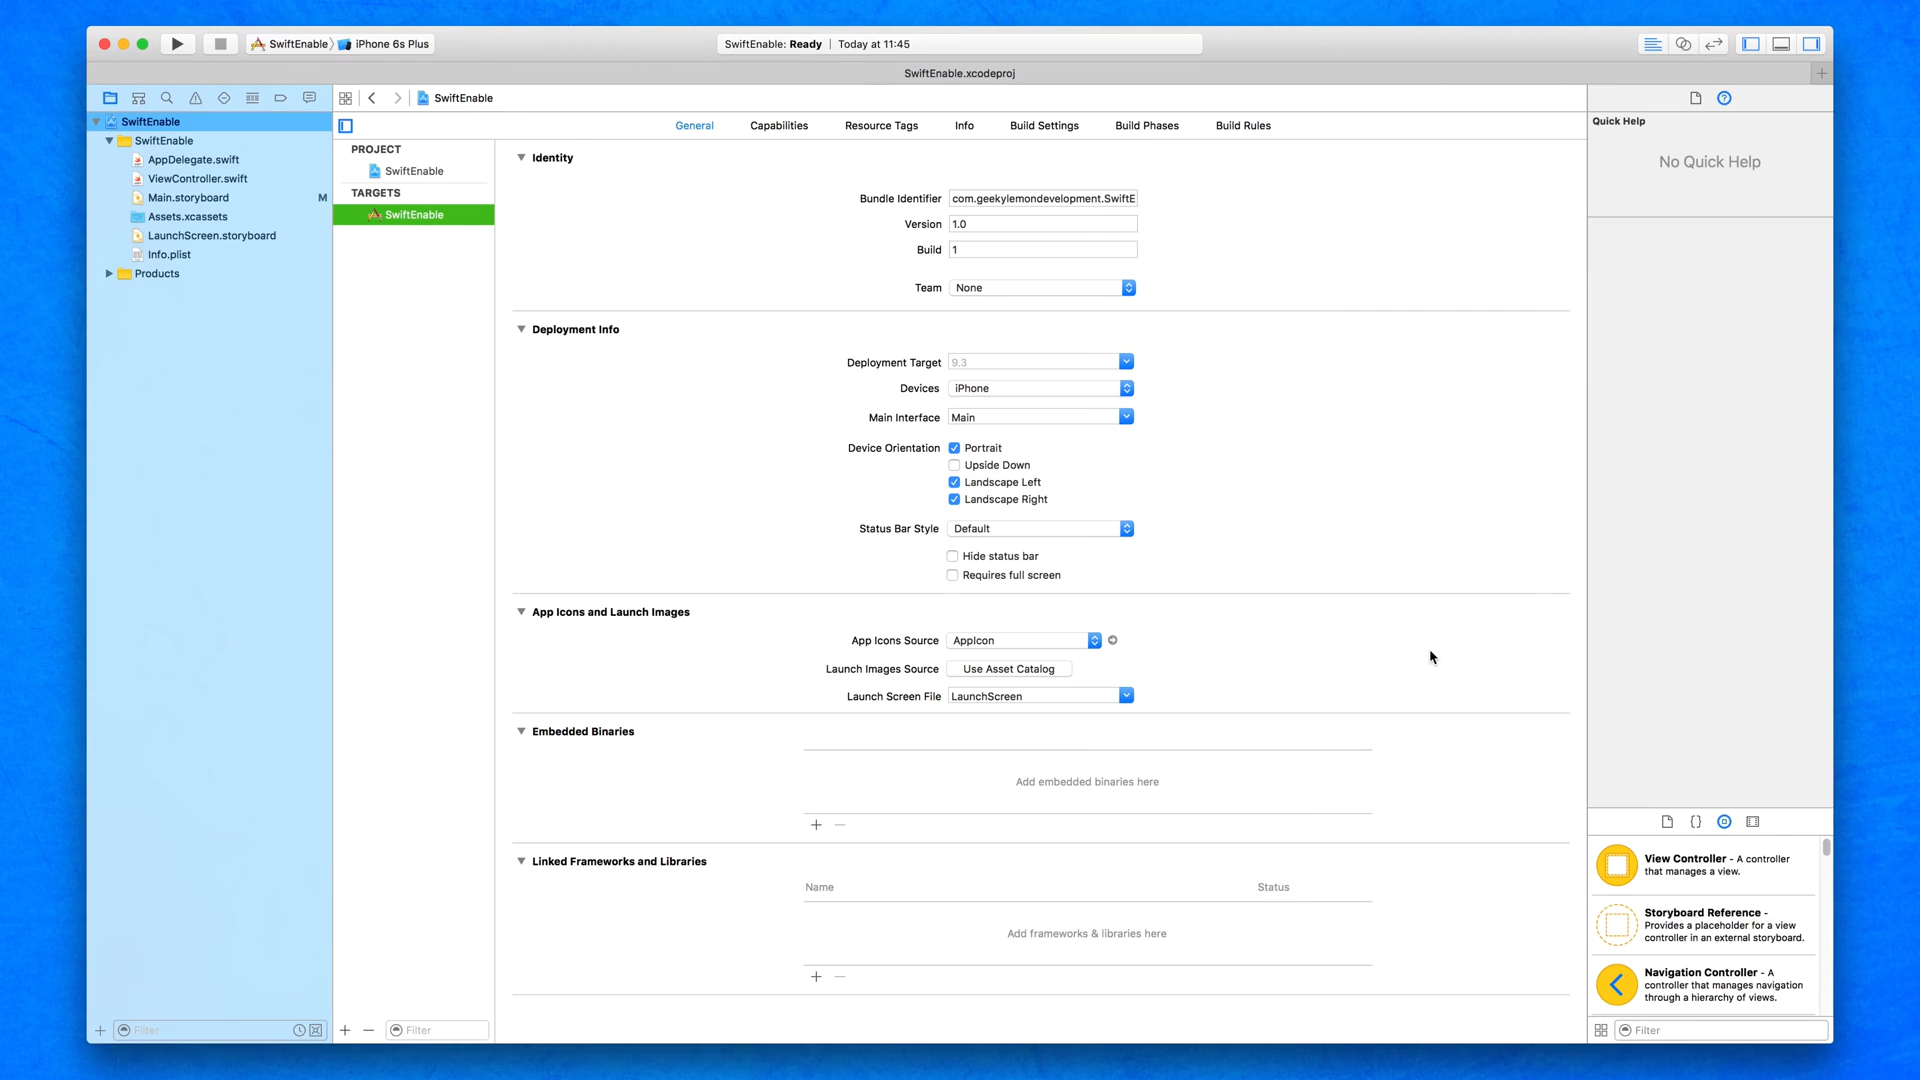 SwiftEnable iPhone 6s Plus
SwiftEnable: Ready | Today at 11:45
SwiftEnable.xcodeproj
SwiftEnable
SwiftEnable
AppDelegate.swift
ViewController.swift
Main.storyboard M
Assets.xcassets
LaunchScreen.storyboard
Info.plist
Products
Filter
SwiftEnable
General Capabilities Resource Tags Info Build Settings Build Phases Build Rules
PROJECT
SwiftEnable
TARGETS
SwiftEnable
Filter
Identity
Bundle Identifier com.geekylemondevelopment.SwiftE
Version 1.0
Build 1
Team None
Deployment Info
Deployment Target 9.3
Devices iPhone
Main Interface Main
Device Orientation Portrait
Upside Down
Landscape Left
Landscape Right
Status Bar Style Default
Hide status bar
Requires full screen
App Icons and Launch Images
App Icons Source AppIcon
Launch Images Source Use Asset Catalog
Launch Screen File LaunchScreen
Embedded Binaries
Add embedded binaries here
Linked Frameworks and Libraries
Name Status
Add frameworks & libraries here
Quick Help
No Quick Help
{}
View Controller - A controller
that manages a view.
Storyboard Reference -
Provides a placeholder for a view
controller in an external storyboard.
Navigation Controller - A
controller that manages navigation
through a hierarchy of views.
Filter